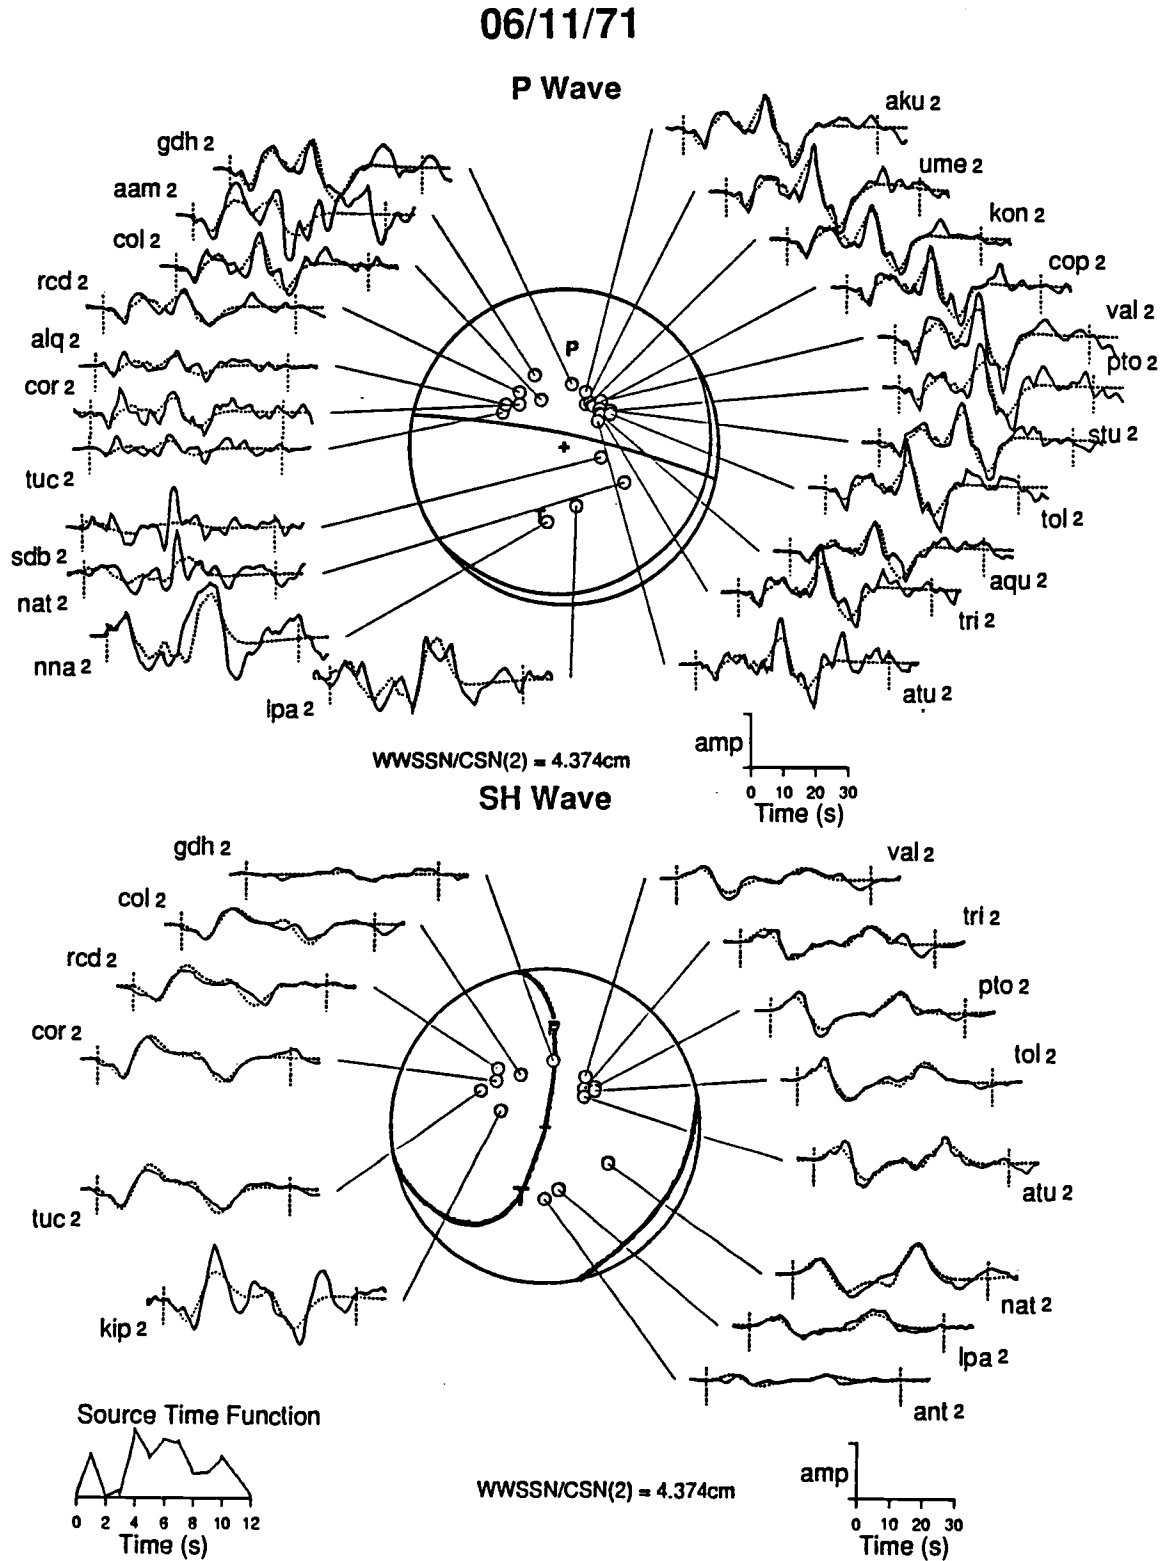 06/11/71
P Wave
gdh 2
aam 2
col 2
rcd 2
alq 2
cor 2
tuc 2
sdb 2
nat 2
nna 2
lpa 2
aku 2
ume 2
kon 2
cop 2
val 2
pto 2
stu 2
tol 2
aqu 2
tri 2
atu 2
P
T
WWSSN/CSN(2) = 4.374cm
amp
0 10 20 30
Time (s)
SH Wave
gdh 2
col 2
rcd 2
cor 2
tuc 2
kip 2
val 2
tri 2
pto 2
tol 2
atu 2
nat 2
lpa 2
ant 2
P
T
Source Time Function
0 2 4 6 8 10 12
Time (s)
WWSSN/CSN(2) = 4.374cm
amp
0 10 20 30
Time (s)